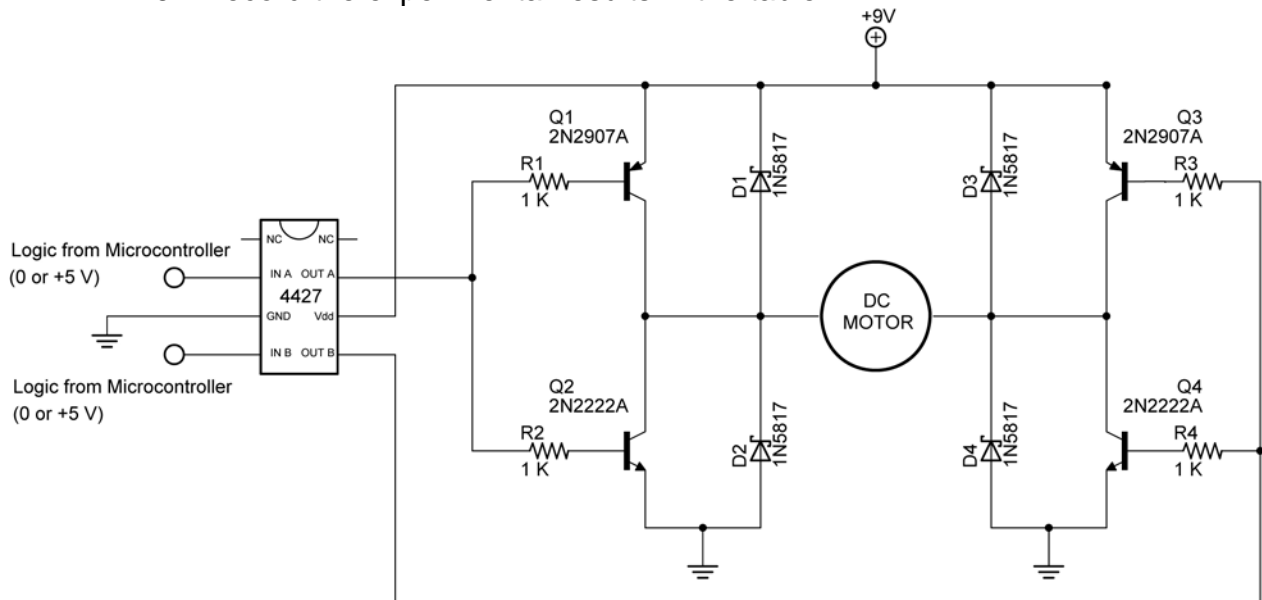 +9V
Q1
2N2907A
R1
1 K
D1
1N5817
D3
1N5817
Q3
2N2907A
R3
1 K
Logic from Microcontroller
(0 or +5 V)
NC
NC
IN A
OUT A
4427
GND
Vdd
IN B
OUT B
Logic from Microcontroller
(0 or +5 V)
DC
MOTOR
Q2
2N2222A
R2
1 K
D2
1N5817
D4
1N5817
Q4
2N2222A
R4
1 K